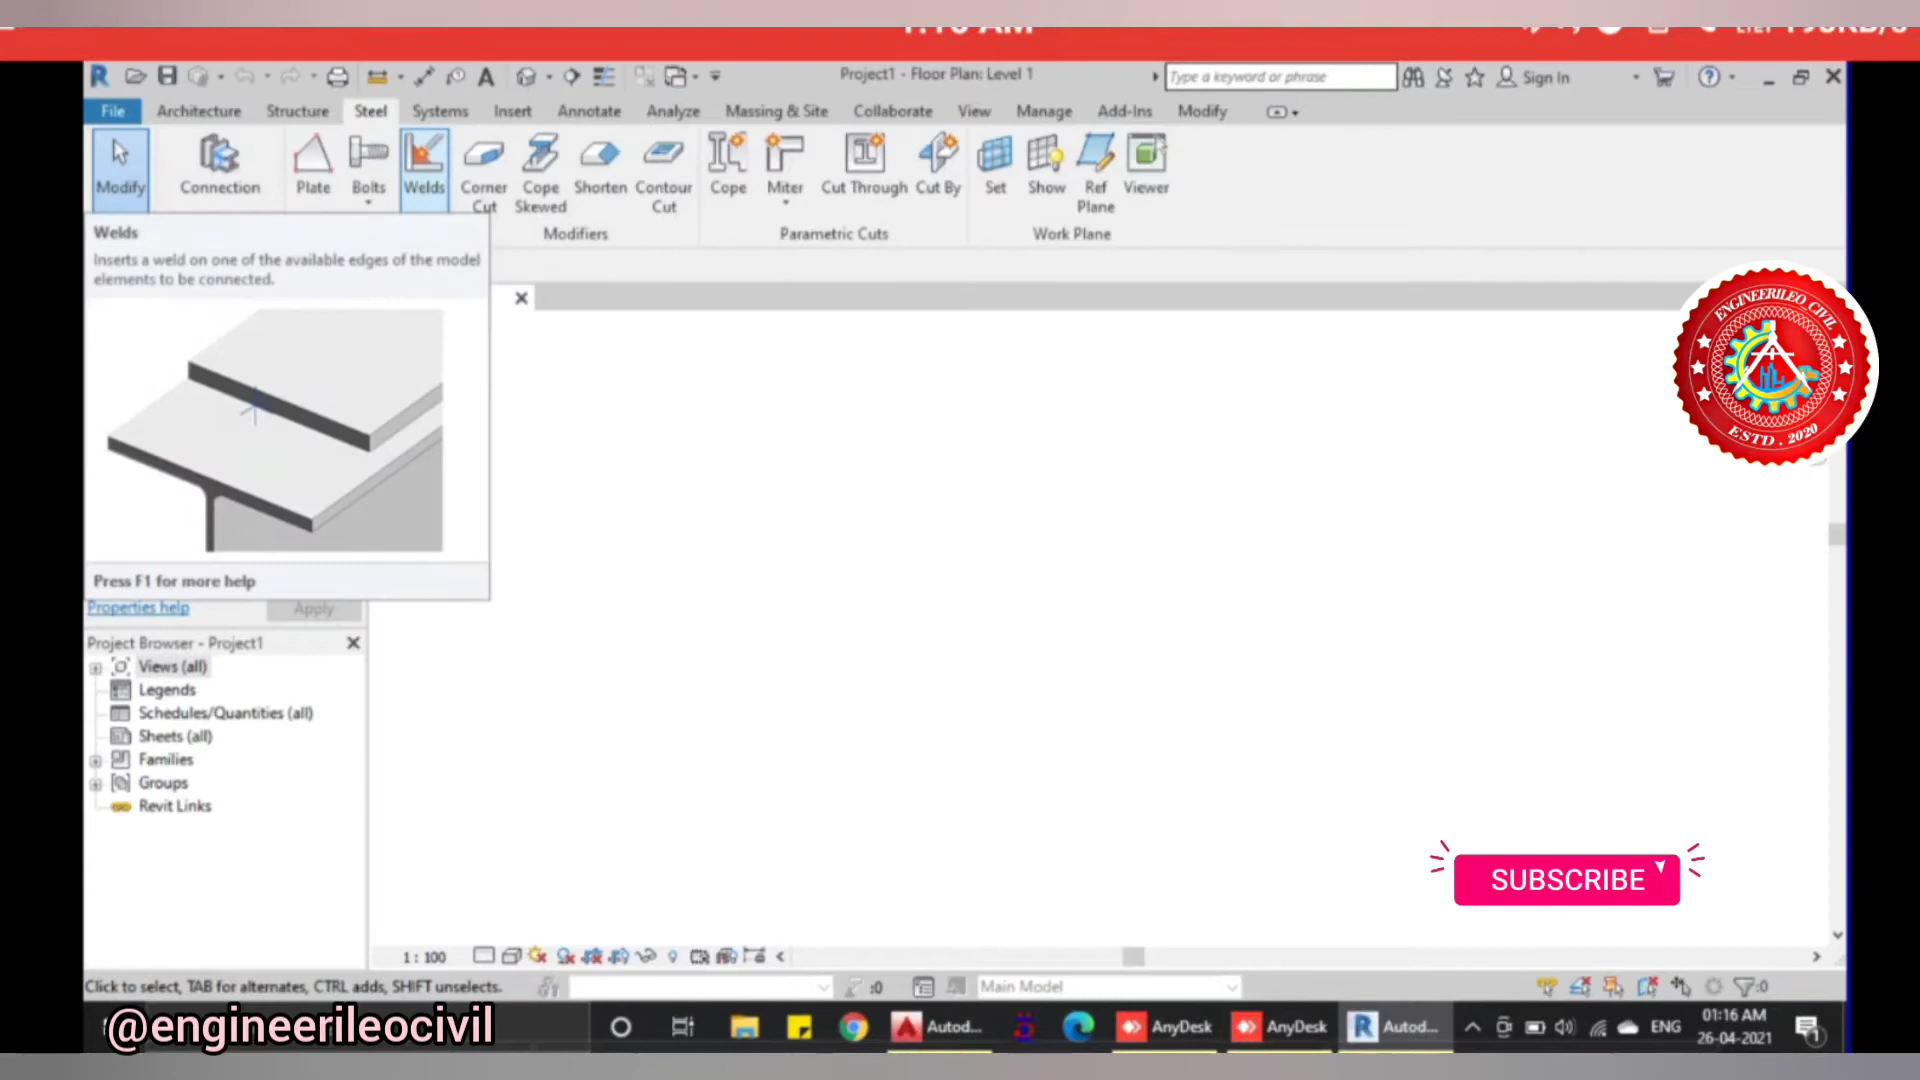 Project1 - Floor Plan: Level 1
Type a keyword or phrase
Sign In
File Architecture Structure Steel Systems Insert Annotate Analyze Massing & Site Collaborate View Manage Add-Ins Modify
Modify Connection Plate Bolts Welds Corner Cut Cope Skewed Shorten Contour Cut Cope Miter Cut Through Cut By Set Show Ref Plane Viewer
Modifiers Parametric Cuts Work Plane
Welds
Inserts a weld on one of the available edges of the model
elements to be connected.
ENGINEERILEO CIVIL
ESTD . 2020
Press F1 for more help
Properties help Apply
Project Browser - Project1
Views (all)
Legends
Schedules/Quantities (all)
Sheets (all)
Families
Groups
Revit Links
SUBSCRIBE
1 : 100
Click to select, TAB for alternates, CTRL adds, SHIFT unselects.
:0
Main Model
:0
@engineerileocivil
Autod...
AnyDesk
AnyDesk
Autod...
ENG
01:16 AM
26-04-2021
1